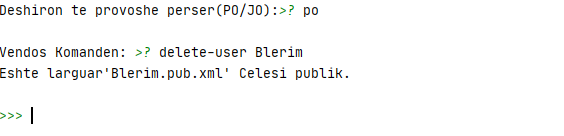 Deshiron te provoshe perser(PO/JO):>? po
Vendos Komanden: >? delete-user Blerim
Eshte larguar'Blerim.pub.xml' Celesi publik.
>>>